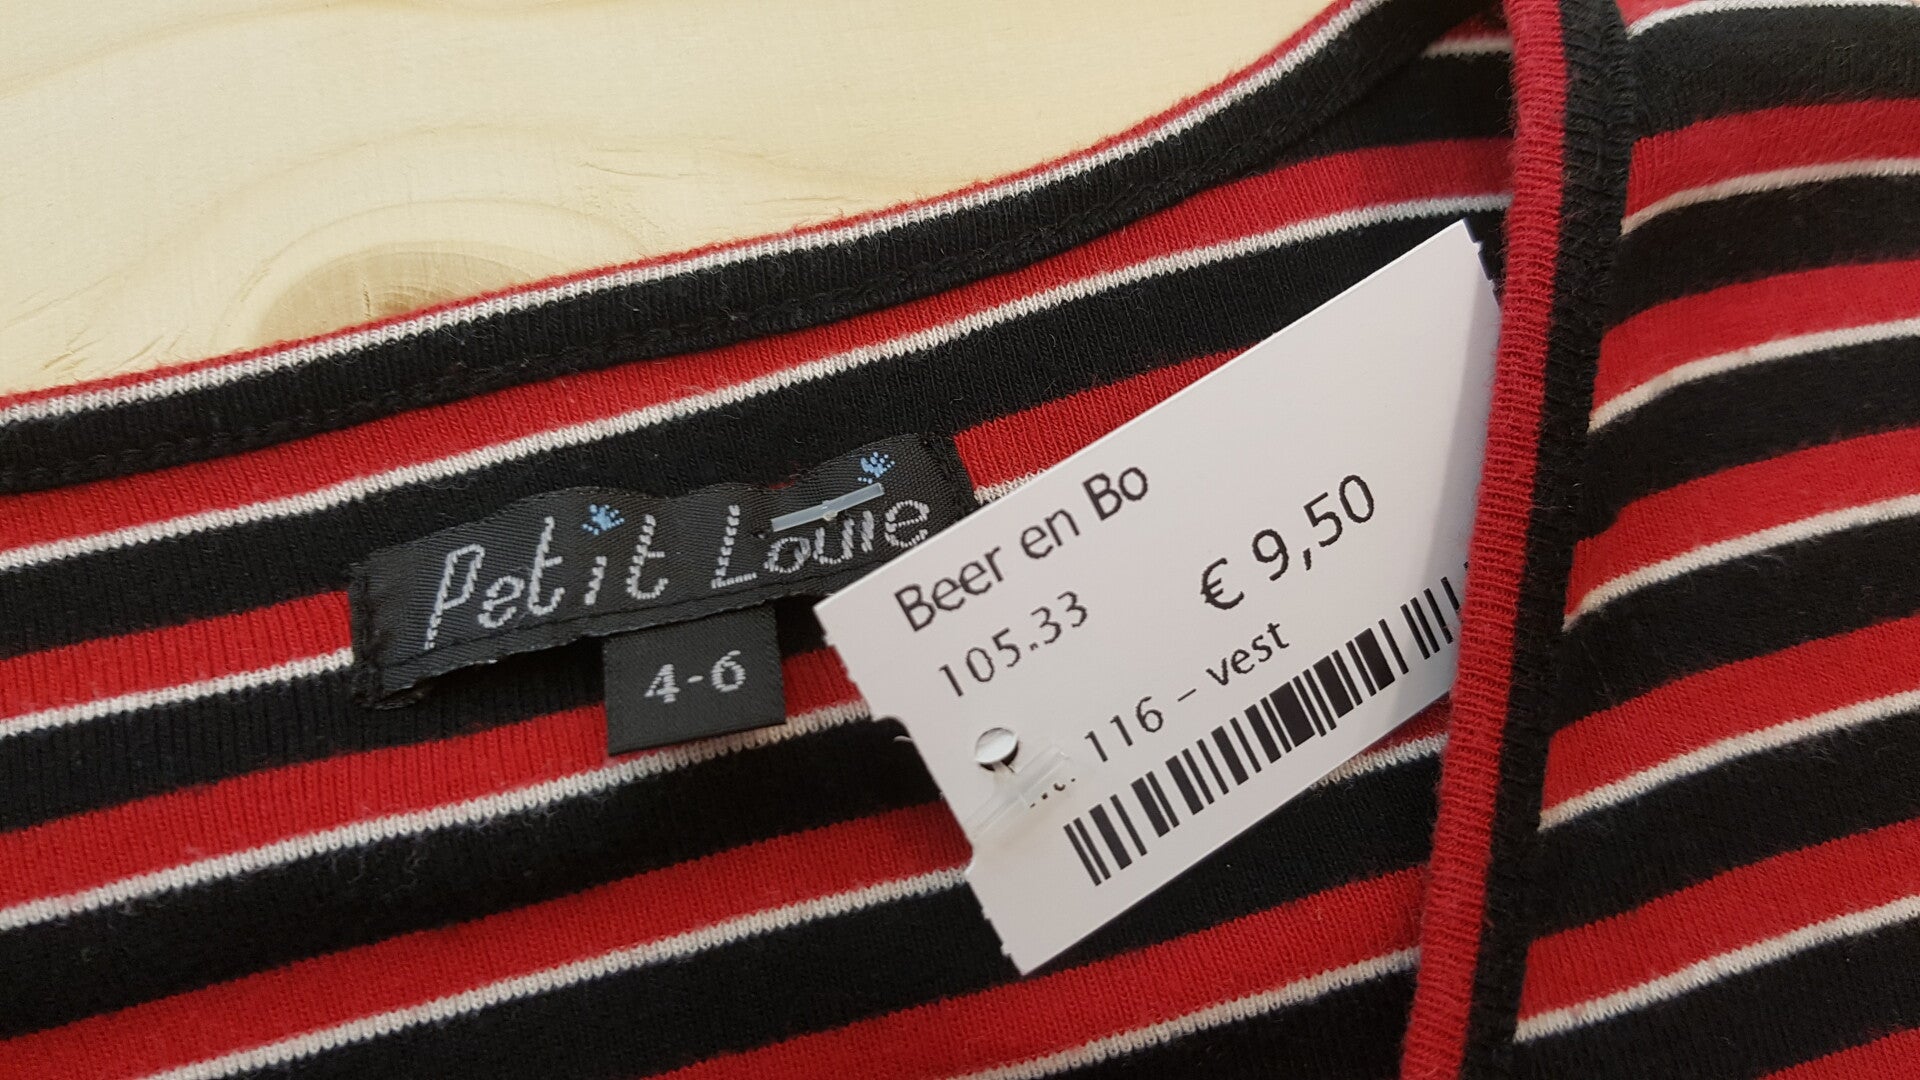 Petit Louie
4-6
Beer en Bo
105.33
€ 9,50
116 – vest